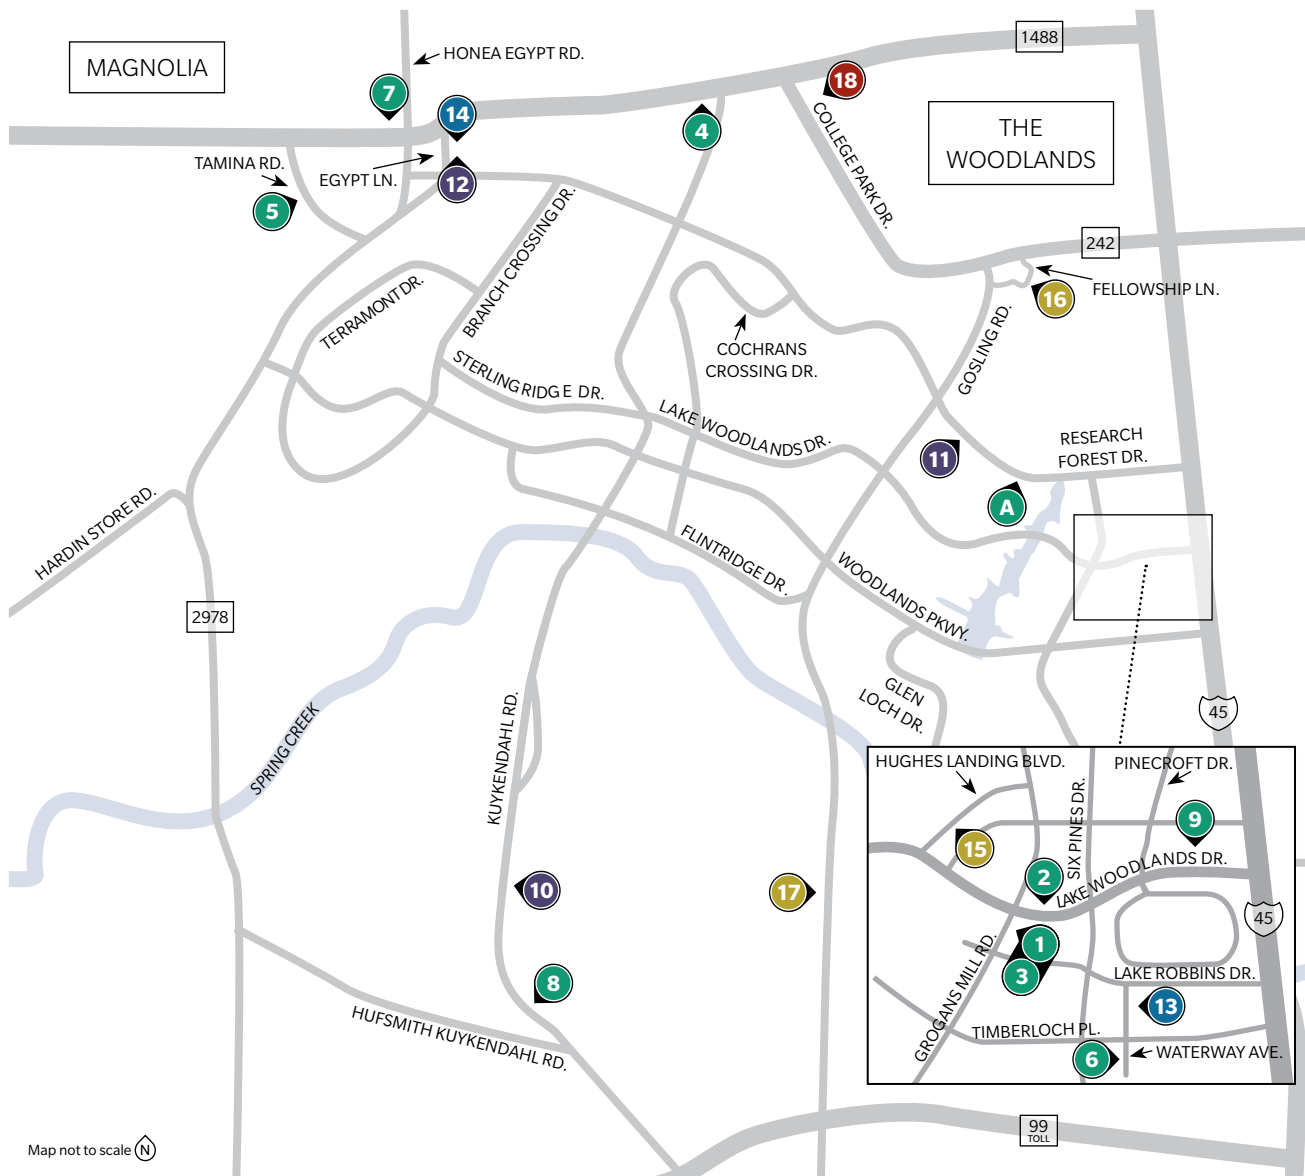 1488
HONEA EGYPT RD.
MAGNOLIA
18
7
14
THE
WOODLANDS
4
COLLEGE PARK DR.
TAMINA RD.
EGYPT LN.
12
5
242
BRANCH CROSSING DR.
FELLOWSHIP LN.
16
TERRAMONT DR.
GOSLING RD.
COCHRANS
CROSSING DR.
STERLING RIDGE DR.
LAKE WOODLANDS DR.
RESEARCH
FOREST DR.
11
A
HARDIN STORE RD.
FLINTRIDGE DR.
WOODLANDS PKWY.
2978
GLEN
LOCH DR.
45
SPRING CREEK
KUYKENDAHL RD.
HUGHES LANDING BLVD.
PINECROFT DR.
SIX PINES DR.
9
15
2
LAKE WOODLANDS DR.
10
17
45
1
3
GROGANS MILL RD.
LAKE ROBBINS DR.
8
13
HUFSMITH KUYKENDAHL RD.
TIMBERLOCH PL.
6
WATERWAY AVE.
99
TOLL
Map not to scale N